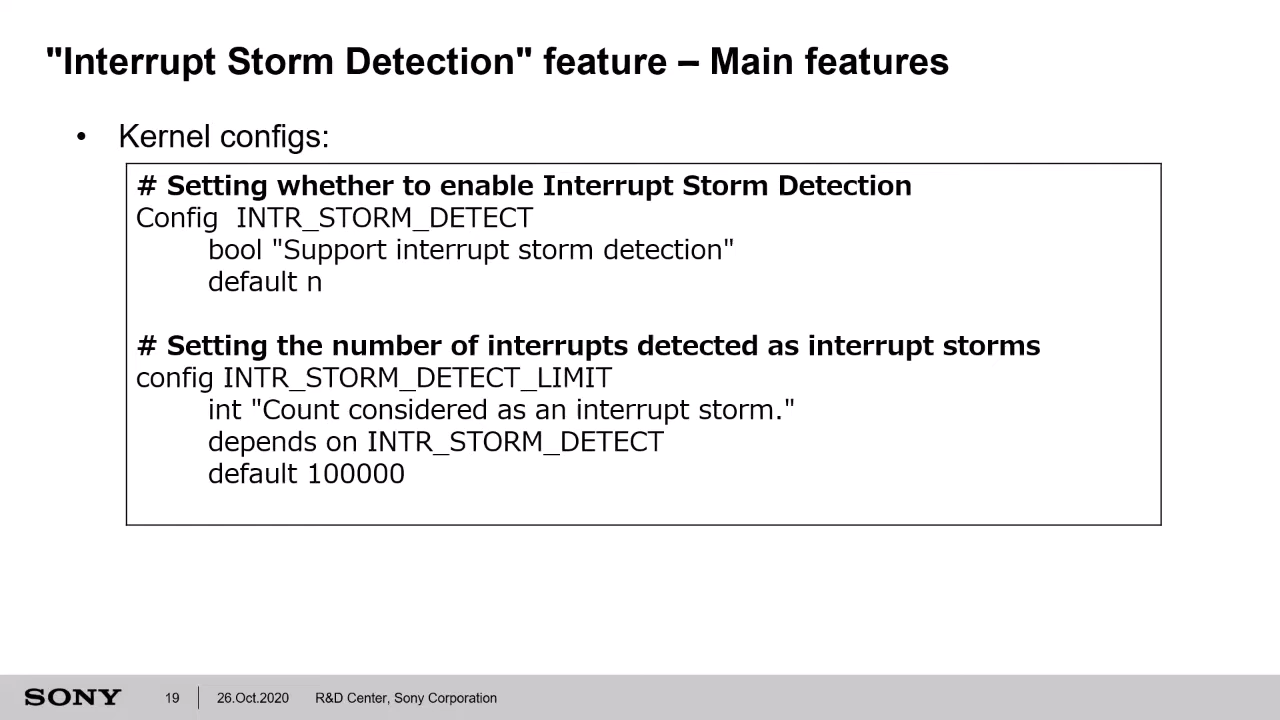 "Interrupt Storm Detection" feature – Main features
• Kernel configs:
# Setting whether to enable Interrupt Storm Detection
Config INTR_STORM_DETECT
bool "Support interrupt storm detection"
default n
# Setting the number of interrupts detected as interrupt storms
config INTR_STORM_DETECT_LIMIT
int "Count considered as an interrupt storm."
depends on INTR_STORM_DETECT
default 100000
SONY 19 26.Oct.2020 R&D Center, Sony Corporation